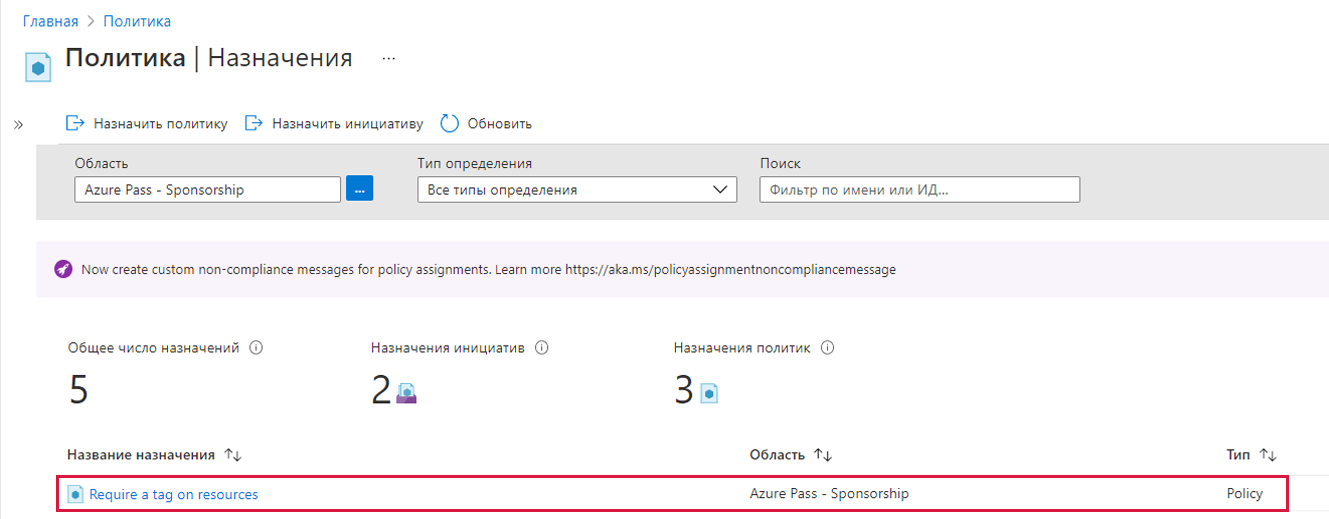 Главная > Политика
Политика | Назначения ...
Назначить политику Назначить инициативу Обновить
Область Тип определения Поиск
Azure Pass - Sponsorship ... Все типы определения Фильтр по имени или ИД...
Now create custom non-compliance messages for policy assignments. Learn more https://aka.ms/policyassignmentnoncompliancemessage
Общее число назначений Назначения инициатив Назначения политик
5 2 3
Название назначения Область Тип
Require a tag on resources Azure Pass - Sponsorship Policy